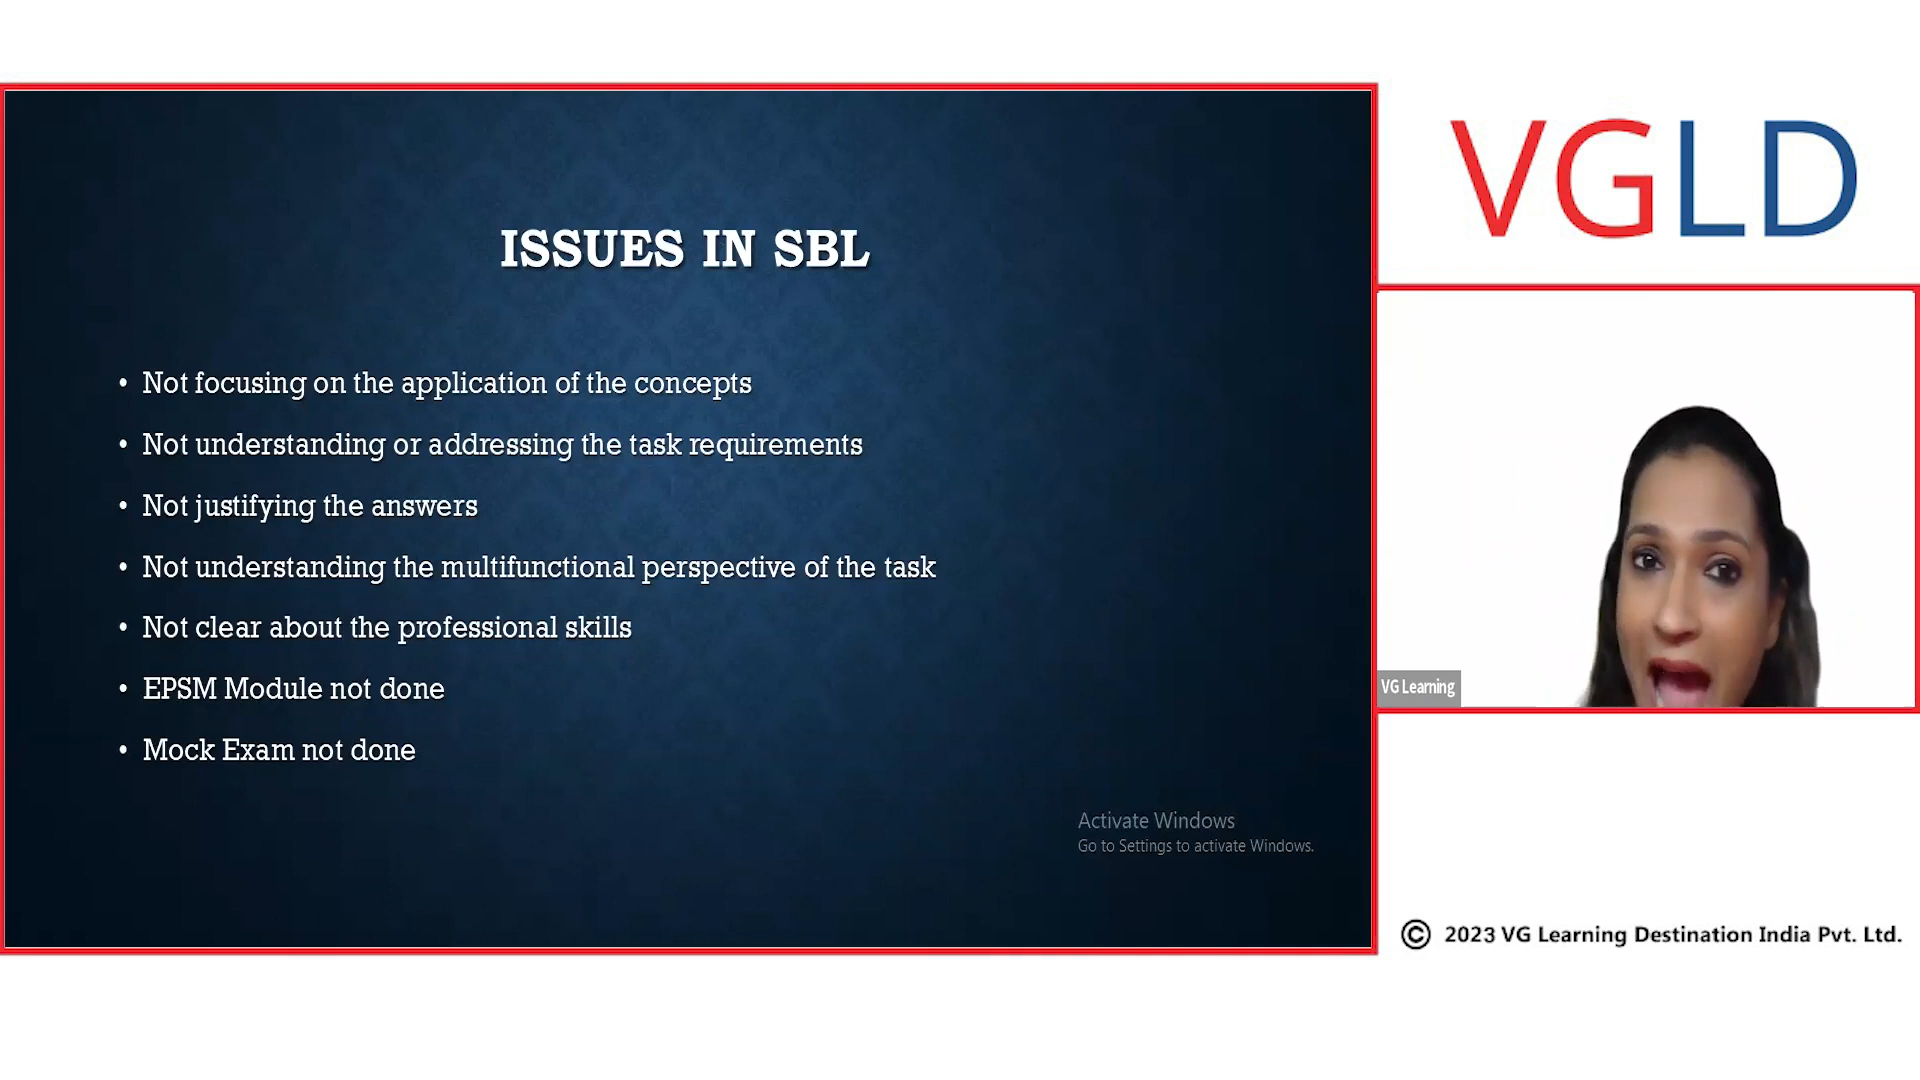 VGLD
ISSUES IN SBL
• Not focusing on the application of the concepts
• Not understanding or addressing the task requirements
• Not justifying the answers
• Not understanding the multifunctional perspective of the task
• Not clear about the professional skills
• EPSM Module not done
• Mock Exam not done
VG Learning
Activate Windows
Go to Settings to activate Windows.
© 2023 VG Learning Destination India Pvt. Ltd.